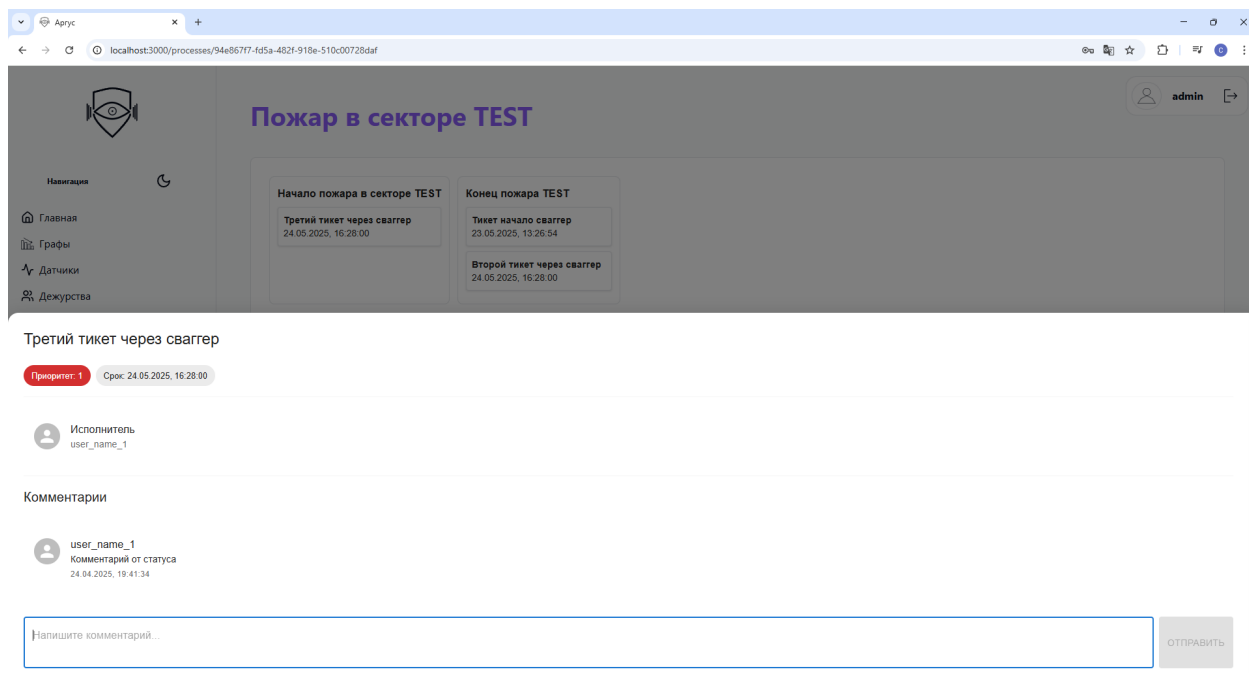 Аргус
localhost:3000/processes/94e867f7-fd5a-482f-918e-510c00728daf
C
admin
Пожар в секторе TEST
Навигация
Главная
Графы
Датчики
Дежурства
Начало пожара в секторе TEST
Третий тикет через сваггер
24.05.2025, 16:28:00
Конец пожара TEST
Тикет начало сваггер
23.05.2025, 13:26:54
Второй тикет через сваггер
24.05.2025, 16:28:00
Третий тикет через сваггер
Приоритет: 1
Срок: 24.05.2025, 16:28:00
Исполнитель
user_name_1
Комментарии
user_name_1
Комментарий от статуса
24.04.2025, 19:41:34
Напишите комментарий...
ОТПРАВИТЬ